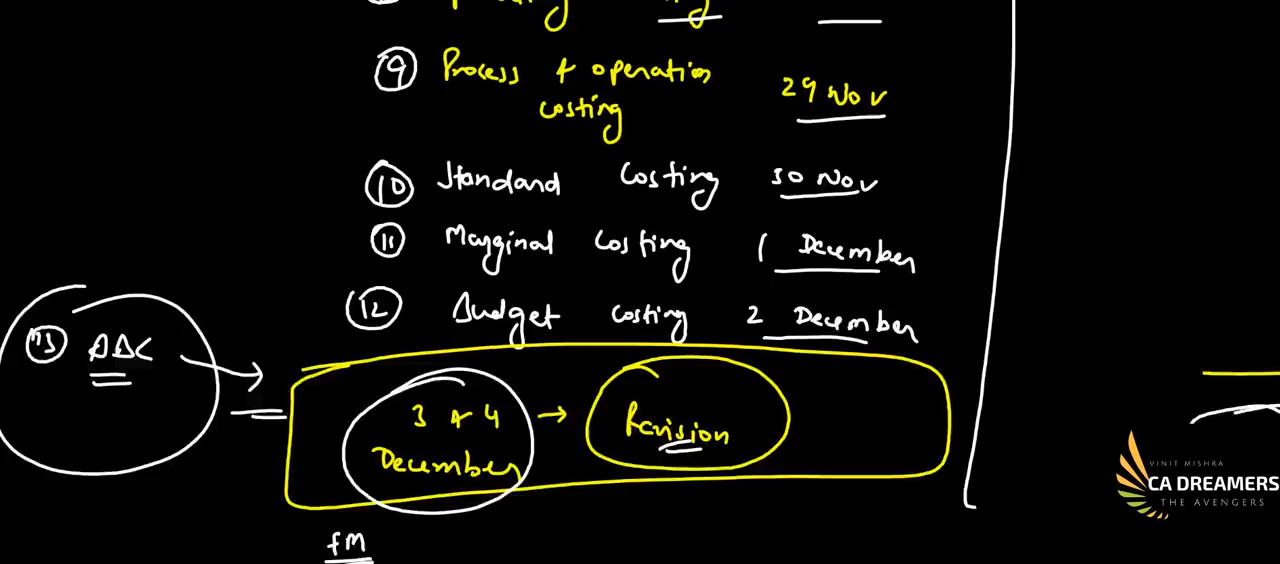 ⑨ Process & operation
costing
29 Nov
⑩ Standard costing 30 Nov
⑪ Marginal costing 1 December
⑫ Budget costing 2 December
⑬ ABC
3 & 4
December
→ Revision
FM
VINIT MISHRA
CA DREAMERS
THE AVENGERS